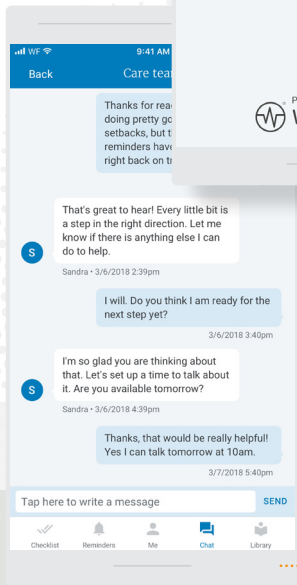 WF
9:41 AM
Back
Care
Thanks for
doing pretty
setbacks, but
reminders have
right back on
That's great to hear! Every little bit is
a step in the right direction. Let me
know if there is anything else I can
do to help.
S
Sandra • 3/6/2018 2:39pm
I will. Do you think I am ready for the
next step yet?
3/6/2018 3:40pm
I'm so glad you are thinking about
that. Let's set up a time to talk about
it. Are you available tomorrow?
S
Sandra • 3/6/2018 4:39pm
Thanks, that would be really helpful!
Yes I can talk tomorrow at 10am.
3/7/2018 5:40pm
Tap here to write a message
SEND
Checklist
Reminders
Me
Chat
Library